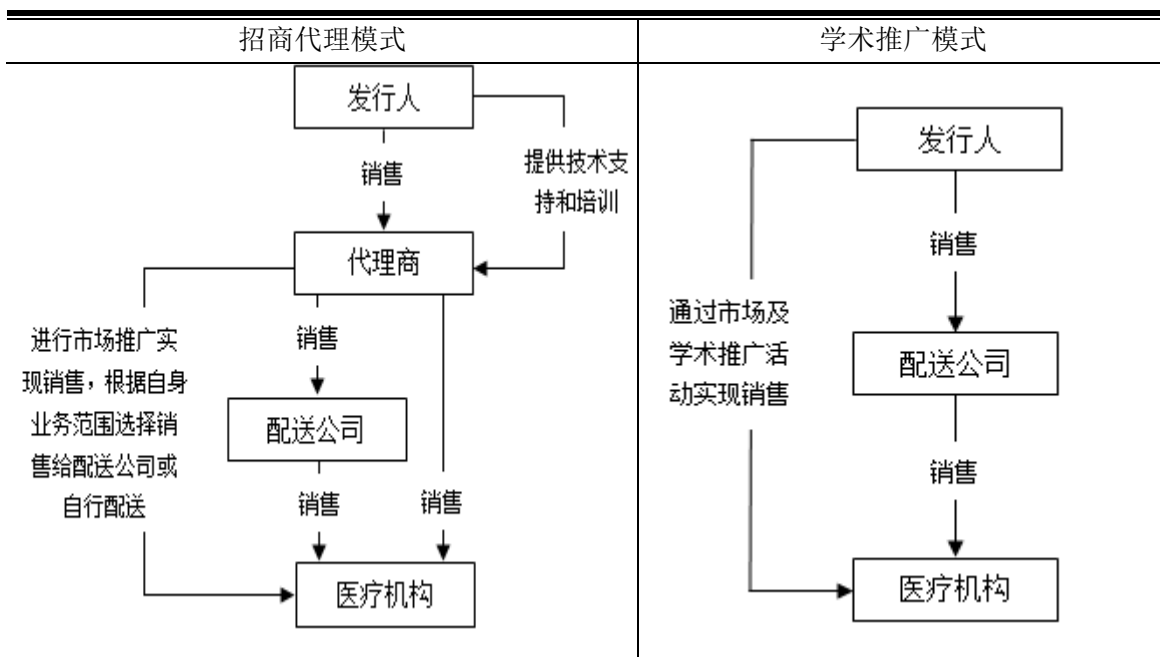 招商代理模式
学术推广模式
发行人
销售
提供技术支
持和培训
代理商
进行市场推广实
现销售，根据自身
业务范围选择销
售给配送公司或
自行配送
销售
配送公司
销售
销售
医疗机构
发行人
销售
通过市场及
学术推广活
动实现销售
配送公司
销售
医疗机构